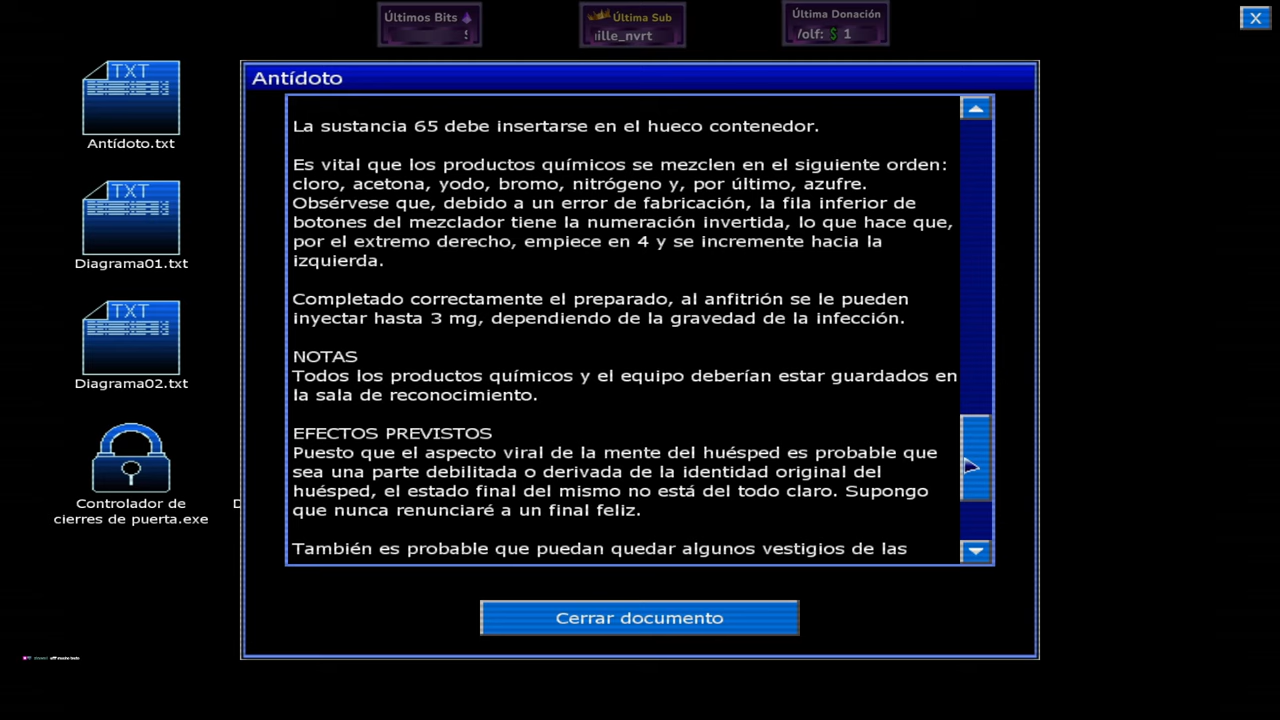 Últimos Bits
Última Sub
ille_nvrt
Última Donación
/olf: $ 1
X
TXT
Antídoto.txt
TXT
Diagrama01.txt
TXT
Diagrama02.txt
Controlador de
cierres de puerta.exe
Antídoto
La sustancia 65 debe insertarse en el hueco contenedor.
Es vital que los productos químicos se mezclen en el siguiente orden:
cloro, acetona, yodo, bromo, nitrógeno y, por último, azufre.
Obsérvese que, debido a un error de fabricación, la fila inferior de
botones del mezclador tiene la numeración invertida, lo que hace que,
por el extremo derecho, empiece en 4 y se incremente hacia la
izquierda.
Completado correctamente el preparado, al anfitrión se le pueden
inyectar hasta 3 mg, dependiendo de la gravedad de la infección.
NOTAS
Todos los productos químicos y el equipo deberían estar guardados en
la sala de reconocimiento.
EFECTOS PREVISTOS
Puesto que el aspecto viral de la mente del huésped es probable que
sea una parte debilitada o derivada de la identidad original del
huésped, el estado final del mismo no está del todo claro. Supongo
que nunca renunciaré a un final feliz.
También es probable que puedan quedar algunos vestigios de las
Cerrar documento